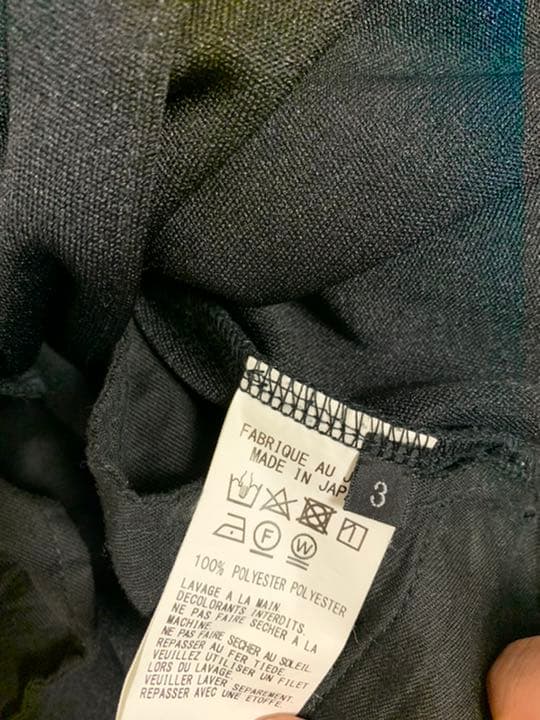 FABRIQUE AU J
MADE IN JAP
3
F
W
100% POLYESTER POLYESTER
LAVAGE A LA MAIN
DECOLORANTS INTERDITS.
NE PAS FAIRE SECHER À LA
MACHINE
NE PAS FAIRE SECHER AU SOLEIL
REPASSER AU FER TIEDE
VEUILLEZ UTILISER UN FILET
LORS DU LAVAGE.
VEUILLER LAVER SEPAREMENT
REPASSER AVEC UNE ETOFFE.